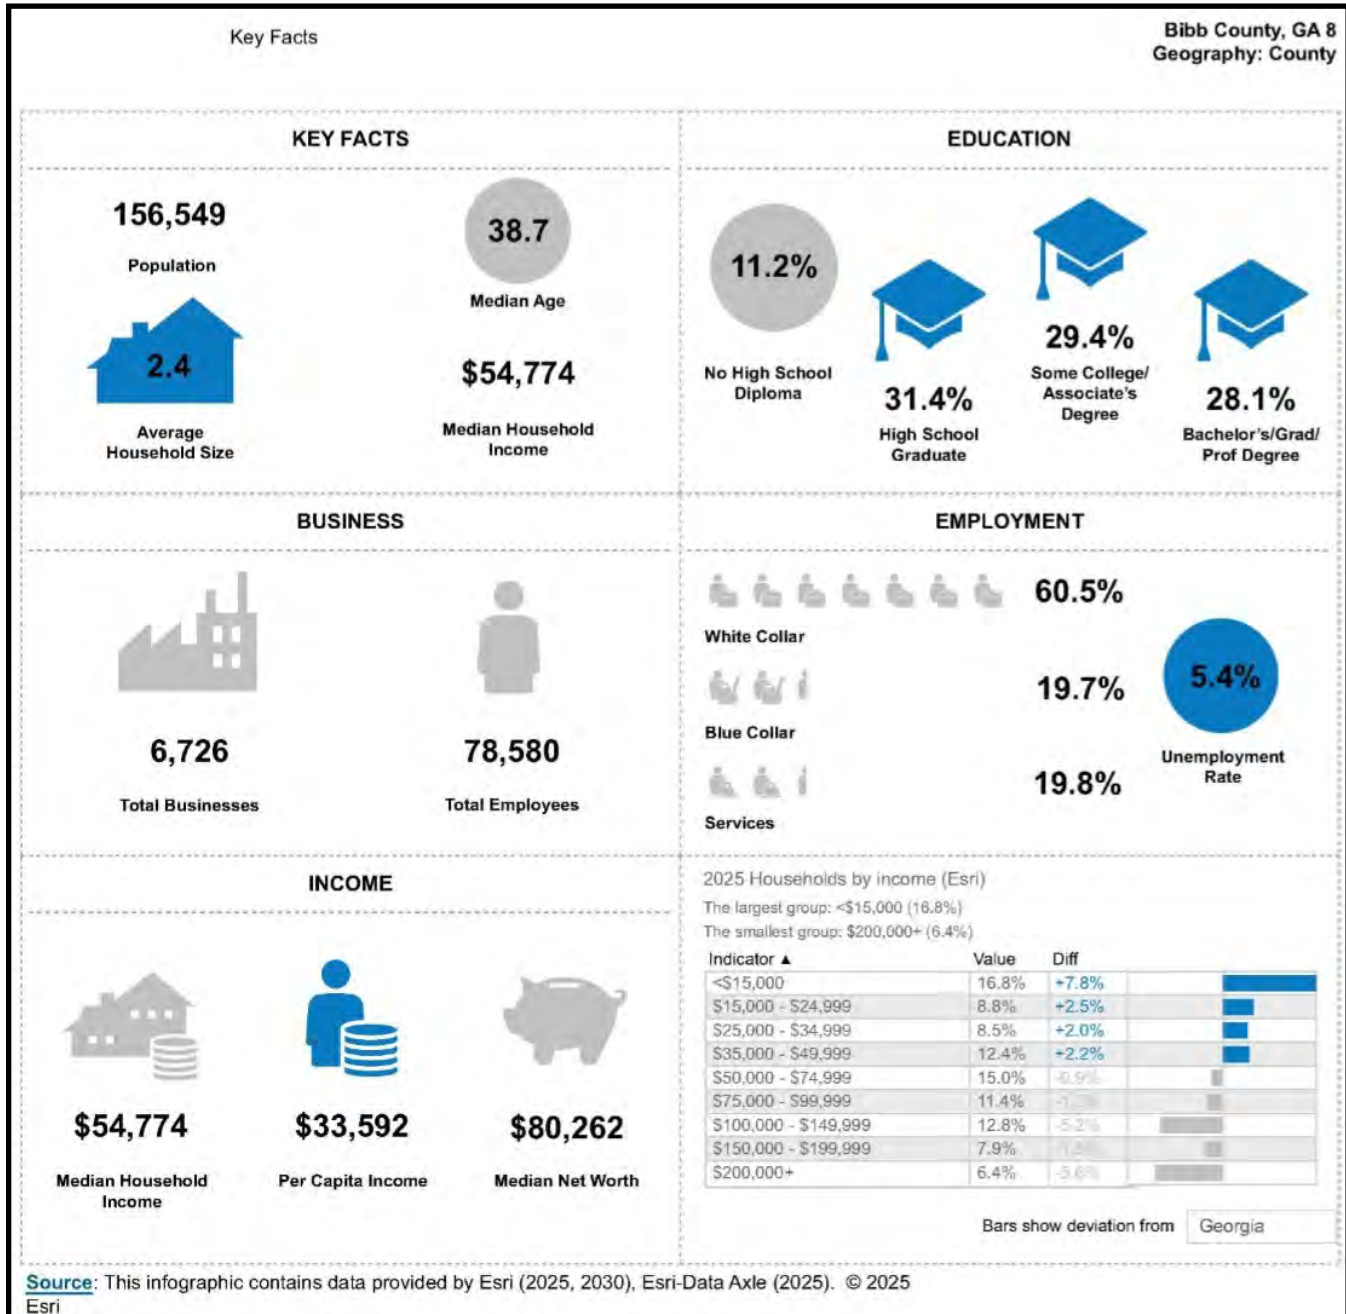 Key Facts
Bibb County, GA 8
Geography: County
KEY FACTS
156,549
Population
38.7
Median Age
2.4
Average
Household Size
$54,774
Median Household
Income
EDUCATION
11.2%
No High School
Diploma
31.4%
High School
Graduate
29.4%
Some College/
Associate's
Degree
28.1%
Bachelor's/Grad/
Prof Degree
BUSINESS
6,726
Total Businesses
78,580
Total Employees
EMPLOYMENT
60.5%
White Collar
19.7%
Blue Collar
19.8%
Services
5.4%
Unemployment
Rate
INCOME
$54,774
Median Household
Income
$33,592
Per Capita Income
$80,262
Median Net Worth
2025 Households by income (Esri)
The largest group: <$15,000 (16.8%)
The smallest group: $200,000+ (6.4%)
Indicator ▲ Value Diff
<$15,000 16.8% +7.8%
$15,000 - $24,999 8.8% +2.5%
$25,000 - $34,999 8.5% +2.0%
$35,000 - $49,999 12.4% +2.2%
$50,000 - $74,999 15.0% -0.9%
$75,000 - $99,999 11.4%
$100,000 - $149,999 12.8% -5.2%
$150,000 - $199,999 7.9%
$200,000+ 6.4% -5.6%
Bars show deviation from Georgia
Source: This infographic contains data provided by Esri (2025, 2030), Esri-Data Axle (2025). © 2025
Esri